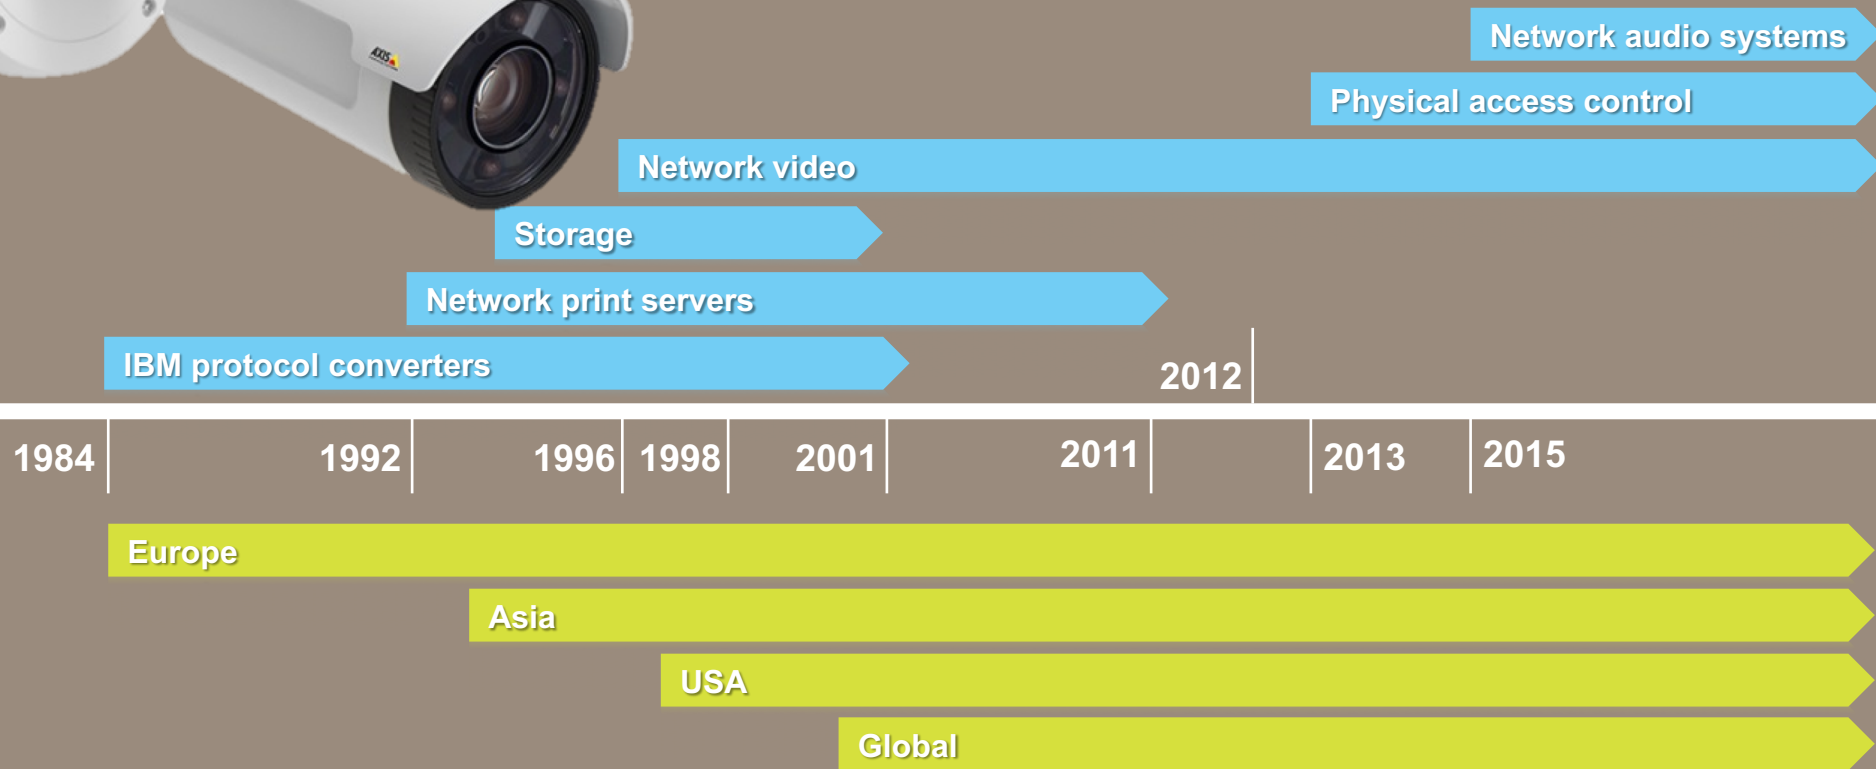 Network audio systems
AXIS
Physical access control
Network video
Storage
Network print servers
IBM protocol converters
2012
1984
1992
1996
1998
2001
2011
2013
2015
Europe
Asia
USA
Global